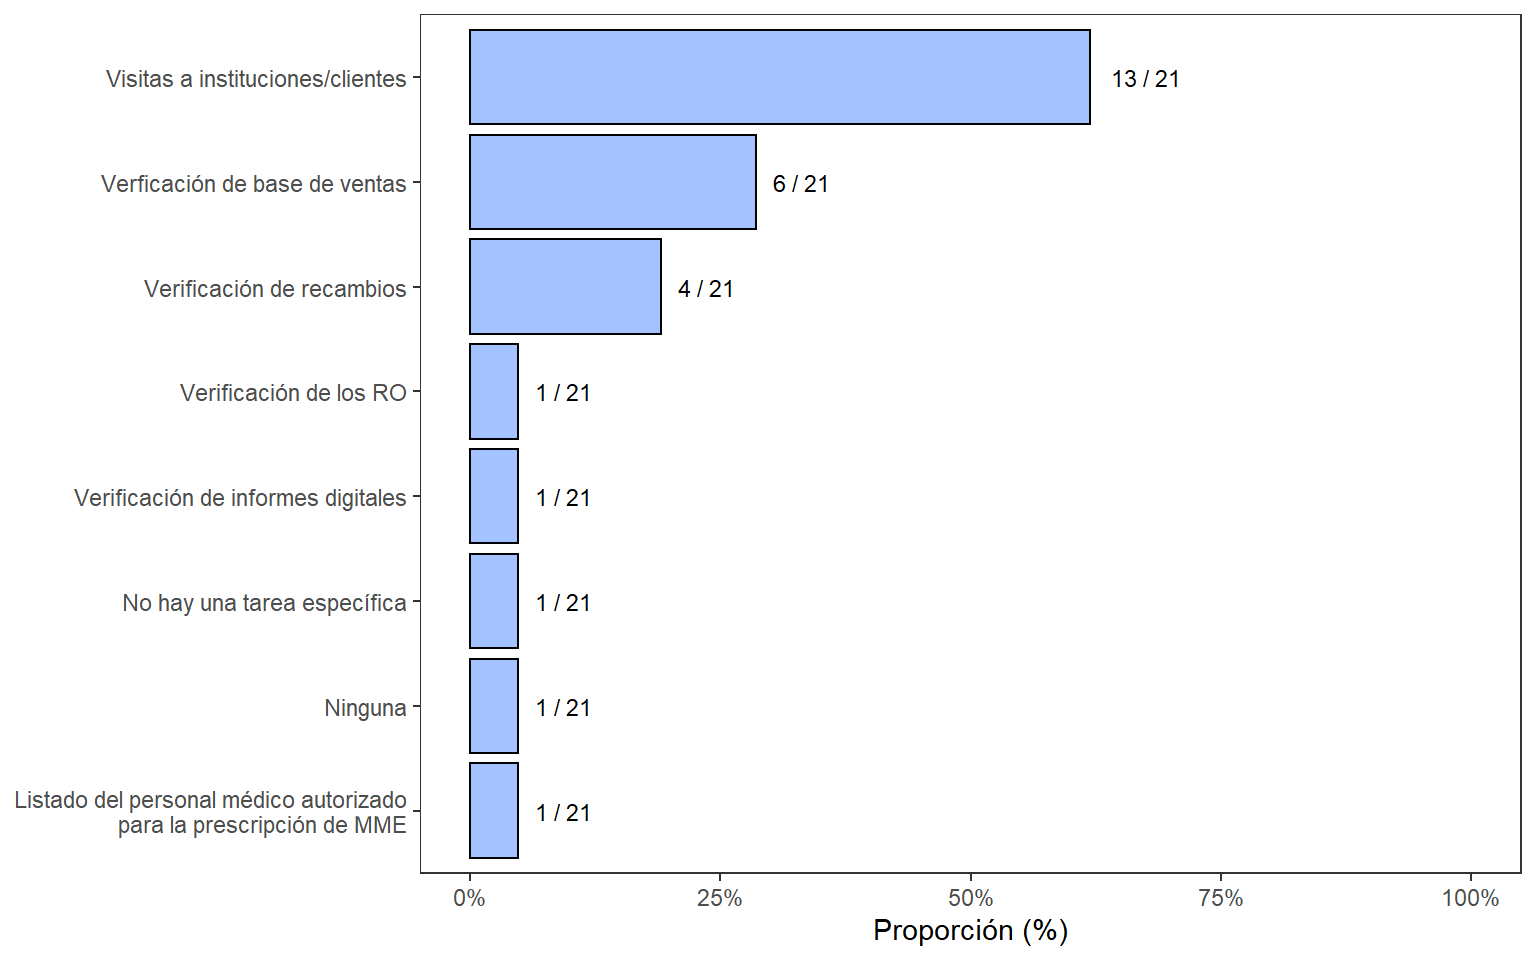 Visitas a instituciones/clientes
13 / 21
Verficación de base de ventas
6 / 21
Verificación de recambios
4 / 21
Verificación de los RO
1 / 21
Verificación de informes digitales
1 / 21
No hay una tarea específica
1 / 21
Ninguna
1 / 21
Listado del personal médico autorizado
para la prescripción de MME
1 / 21
0%
25%
50%
75%
100%
Proporción (%)